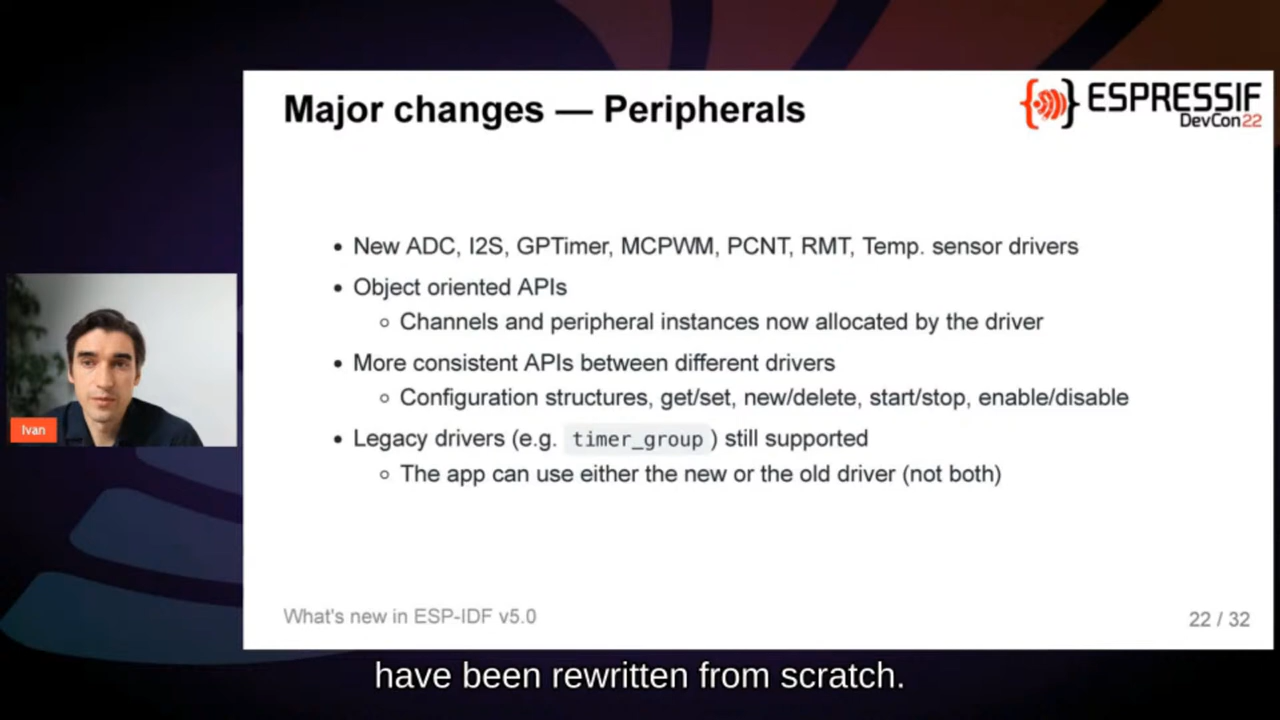 Major changes — Peripherals
{ } ESPRESSIF
DevCon22
• New ADC, I2S, GPTimer, MCPWM, PCNT, RMT, Temp. sensor drivers
• Object oriented APIs
◦ Channels and peripheral instances now allocated by the driver
• More consistent APIs between different drivers
◦ Configuration structures, get/set, new/delete, start/stop, enable/disable
• Legacy drivers (e.g. timer_group) still supported
◦ The app can use either the new or the old driver (not both)
Ivan
What's new in ESP-IDF v5.0
22 / 32
have been rewritten from scratch.